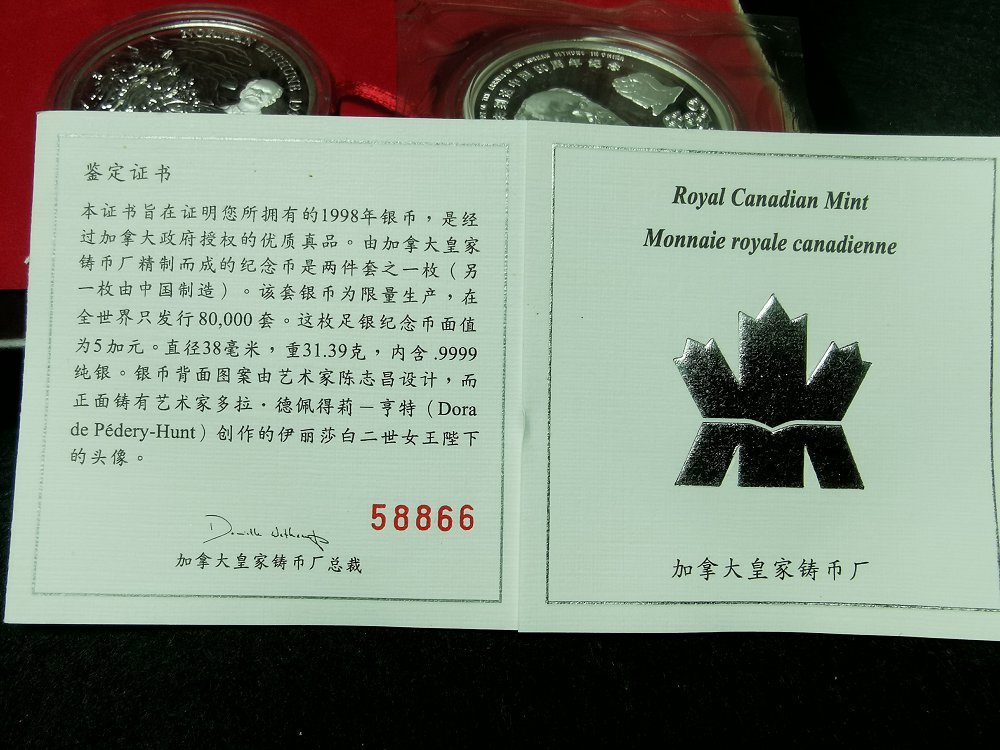 NORMAN BETHUNE
IN CHINA
周年纪念
鉴定证书
本证书旨在证明您所拥有的1998年银币，是经
过加拿大政府授权的优质真品。由加拿大皇家
铸币厂精制而成的纪念币是两件套之一枚（另
一枚由中国制造）。该套银币为限量生产，在
全世界只发行80,000套。这枚足银纪念币面值
为5加元。直径38毫米，重31.39克，内含.9999
纯银。银币背面图案由艺术家陈志昌设计，而
正面铸有艺术家多拉·德佩得莉－亨特（Dora
de Pédery-Hunt）创作的伊丽莎白二世女王陛下
的头像。
58866
加拿大皇家铸币厂总裁
Royal Canadian Mint
Monnaie royale canadienne
加拿大皇家铸币厂